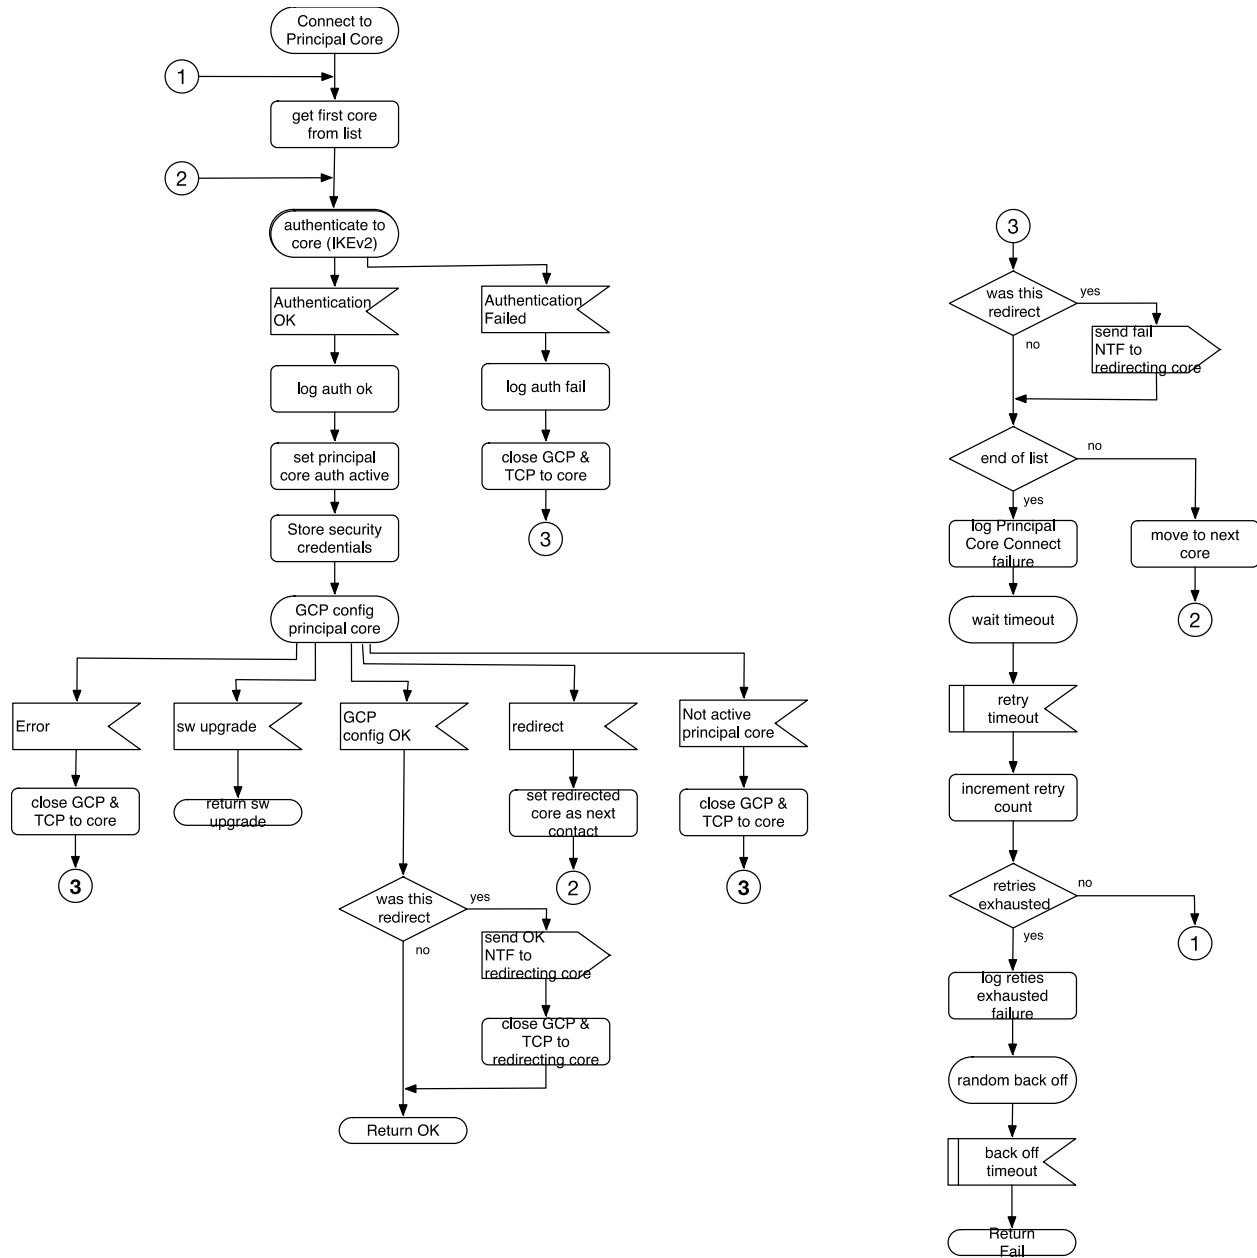 Connect to
Principal Core
1
get first core
from list
2
authenticate to
core (IKEv2)
Authentication
OK
Authentication
Failed
log auth ok
log auth fail
set principal
core auth active
close GCP &
TCP to core
Store security
credentials
3
GCP config
principal core
Error
sw upgrade
GCP
config OK
redirect
Not active
principal core
close GCP &
TCP to core
return sw
upgrade
set redirected
core as next
contact
close GCP &
TCP to core
3
2
3
was this
redirect
yes
no
send OK
NTF to
redirecting core
close GCP &
TCP to
redirecting core
Return OK
3
was this
redirect
yes
no
send fail
NTF to
redirecting core
end of list
no
yes
log Principal
Core Connect
failure
move to next
core
wait timeout
2
retry
timeout
increment retry
count
retries
exhausted
no
yes
1
log reties
exhausted
failure
random back off
back off
timeout
Return
Fail